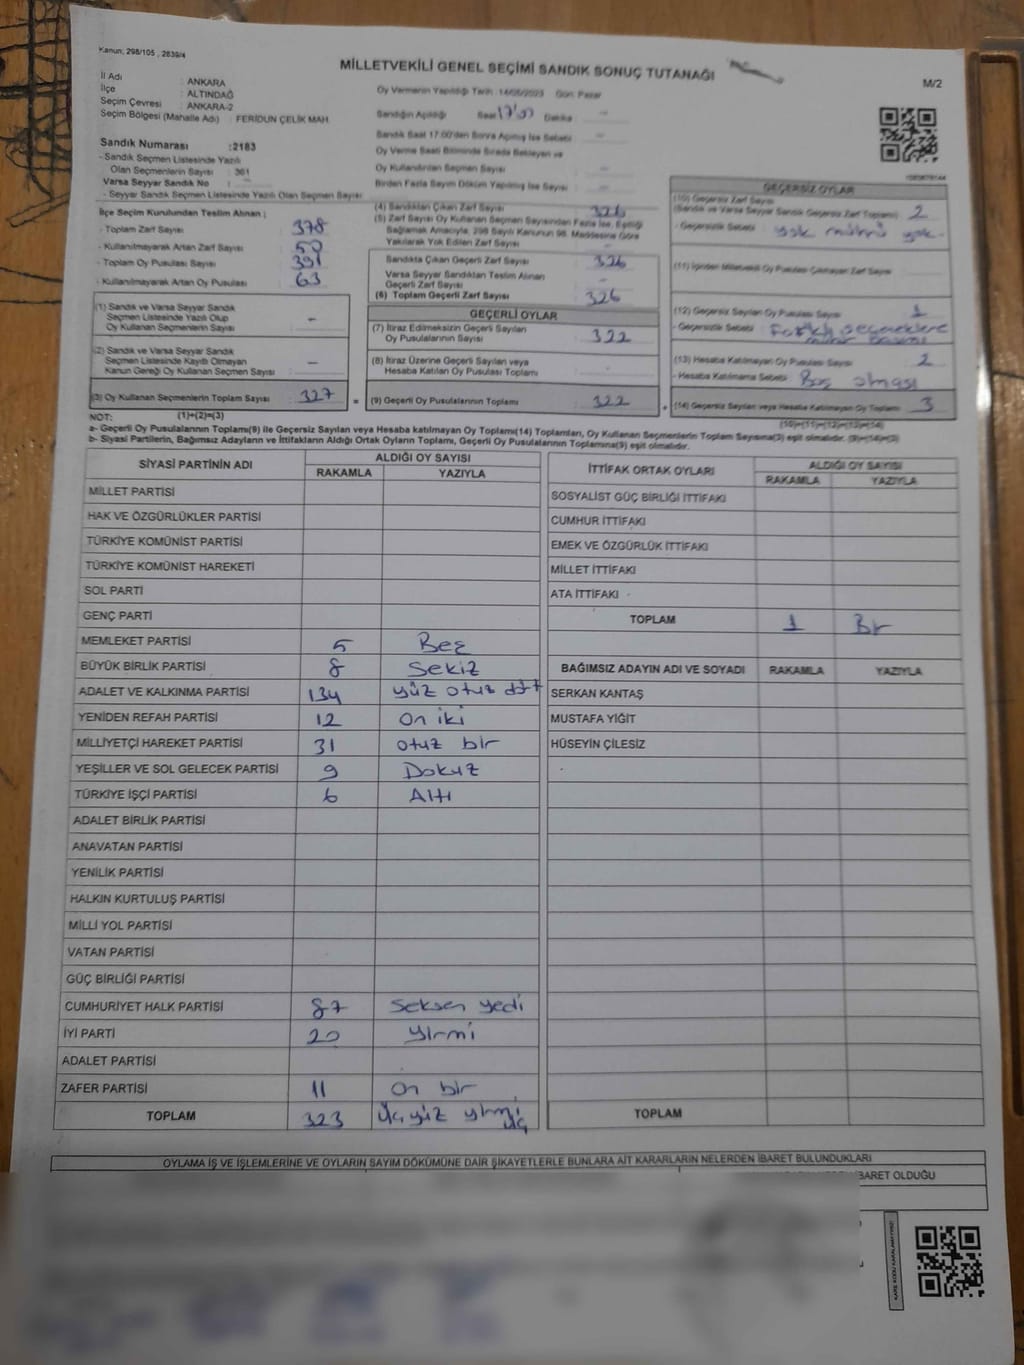 Kanun; 298/105 , 2839/4
MİLLETVEKİLİ GENEL SEÇİMİ SANDIK SONUÇ TUTANAĞI
M/2
İl Adı : ANKARA
İlçe : ALTINDAĞ
Seçim Çevresi : ANKARA-2
Seçim Bölgesi (Mahalle Adı) : FERİDUN ÇELİK MAH.
Oy Vermenin Yapıldığı Tarih : 14/05/2023 Gün: Pazar
Sandığın Açıldığı Saat 17:00 Dakika
Sandık Saat 17.00'den Sonra Açılmış İse Sebebi
Oy Verme Saati Bitiminde Sırada Bekleyen ve
Oy Kullandırılan Seçmen Sayısı
Birden Fazla Sayım Döküm Yapılmış İse Sayısı
Sandık Numarası :2183
- Sandık Seçmen Listesinde Yazılı
Olan Seçmenlerin Sayısı : 361
Varsa Seyyar Sandık No :
- Seyyar Sandık Seçmen Listesinde Yazılı Olan Seçmen Sayısı
İlçe Seçim Kurulundan Teslim Alınan ;
- Toplam Zarf Sayısı : 378
- Kullanılmayarak Artan Zarf Sayısı : 50
- Toplam Oy Pusulası Sayısı : 391
- Kullanılmayarak Artan Oy Pusulası : 63
(4) Sandıktan Çıkan Zarf Sayısı 326
(5) Zarf Sayısı Oy Kullanan Seçmen Sayısından Fazla İse, Eşitliği
Sağlamak Amacıyla, 298 Sayılı Kanunun 98. Maddesine Göre
Yakılarak Yok Edilen Zarf Sayısı
Sandıkta Çıkan Geçerli Zarf Sayısı : 326
Varsa Seyyar Sandıktan Teslim Alınan
Geçerli Zarf Sayısı : -
(6) Toplam Geçerli Zarf Sayısı : 326
GEÇERSİZ OYLAR
(10) Geçersiz Zarf Sayısı
(Sandık ve Varsa Seyyar Sandık Geçersiz Zarf Toplamı) : 2
- Geçersizlik Sebebi : ysk mührü yok.
(11) İçinden Milletvekili Oy Pusulası Çıkmayan Zarf Sayısı
(12) Geçersiz Sayılan Oy Pusulası Sayısı : 1
- Geçersizlik Sebebi : Farklı seçeneklere
mühür basımı
(13) Hesaba Katılmayan Oy Pusulası Sayısı : 2
- Hesaba Katılmama Sebebi : Boş olması
(14) Geçersiz Sayılan veya Hesaba Katılmayan Oy Toplamı : 3
(10)+(11)+(12)+(13)=(14)
(1) Sandık ve Varsa Seyyar Sandık
Seçmen Listesinde Yazılı Olup
Oy Kullanan Seçmenlerin Sayısı : -
(2) Sandık ve Varsa Seyyar Sandık
Seçmen Listesinde Kayıtlı Olmayan
Kanun Gereği Oy Kullanan Seçmen Sayısı : -
(3) Oy Kullanan Seçmenlerin Toplam Sayısı : 327 =
GEÇERLİ OYLAR
(7) İtiraz Edilmeksizin Geçerli Sayılan
Oy Pusulalarının Sayısı : 322
(8) İtiraz Üzerine Geçerli Sayılan veya
Hesaba Katılan Oy Pusulası Toplamı : -
(9) Geçerli Oy Pusulalarının Toplamı : 322 +
NOT: (1)+(2)=(3)
a- Geçerli Oy Pusulalarının Toplamı(9) ile Geçersiz Sayılan veya Hesaba katılmayan Oy Toplamı(14) Toplamları, Oy Kullanan Seçmenlerin Toplam Sayısına(3) eşit olmalıdır. (9)+(14)=(3)
b- Siyasi Partilerin, Bağımsız Adayların ve İttifakların Aldığı Ortak Oyların Toplamı, Geçerli Oy Pusulalarının Toplamına(9) eşit olmalıdır.
SİYASİ PARTİNİN ADI ALDIĞI OY SAYISI
RAKAMLA YAZIYLA
MİLLET PARTİSİ
HAK VE ÖZGÜRLÜKLER PARTİSİ
TÜRKİYE KOMÜNİST PARTİSİ
TÜRKİYE KOMÜNİST HAREKETİ
SOL PARTİ
GENÇ PARTİ
MEMLEKET PARTİSİ 5 Beş
BÜYÜK BİRLİK PARTİSİ 8 Sekiz
ADALET VE KALKINMA PARTİSİ 134 yüz otuz dört
YENİDEN REFAH PARTİSİ 12 On iki
MİLLİYETÇİ HAREKET PARTİSİ 31 otuz bir
YEŞİLLER VE SOL GELECEK PARTİSİ 9 Dokuz
TÜRKİYE İŞÇİ PARTİSİ 6 Altı
ADALET BİRLİK PARTİSİ
ANAVATAN PARTİSİ
YENİLİK PARTİSİ
HALKIN KURTULUŞ PARTİSİ
MİLLİ YOL PARTİSİ
VATAN PARTİSİ
GÜÇ BİRLİĞİ PARTİSİ
CUMHURİYET HALK PARTİSİ 87 Seksen yedi
İYİ PARTİ 20 Yirmi
ADALET PARTİSİ
ZAFER PARTİSİ 11 On bir
TOPLAM 323 Üç yüz yirmi üç
İTTİFAK ORTAK OYLARI ALDIĞI OY SAYISI
RAKAMLA YAZIYLA
SOSYALİST GÜÇ BİRLİĞİ İTTİFAKI
CUMHUR İTTİFAKI
EMEK VE ÖZGÜRLÜK İTTİFAKI
MİLLET İTTİFAKI
ATA İTTİFAKI
TOPLAM 1 Bir
BAĞIMSIZ ADAYIN ADI VE SOYADI RAKAMLA YAZIYLA
SERKAN KANTAŞ
MUSTAFA YİĞİT
HÜSEYİN ÇİLESİZ
TOPLAM
OYLAMA İŞ VE İŞLEMLERİNE VE OYLARIN SAYIM DÖKÜMÜNE DAİR ŞİKAYETLERLE BUNLARA AİT KARARLARIN NELERDEN İBARET BULUNDUKLARI
BARET OLDUĞU
KARE KODU KARALAMAYINIZ!